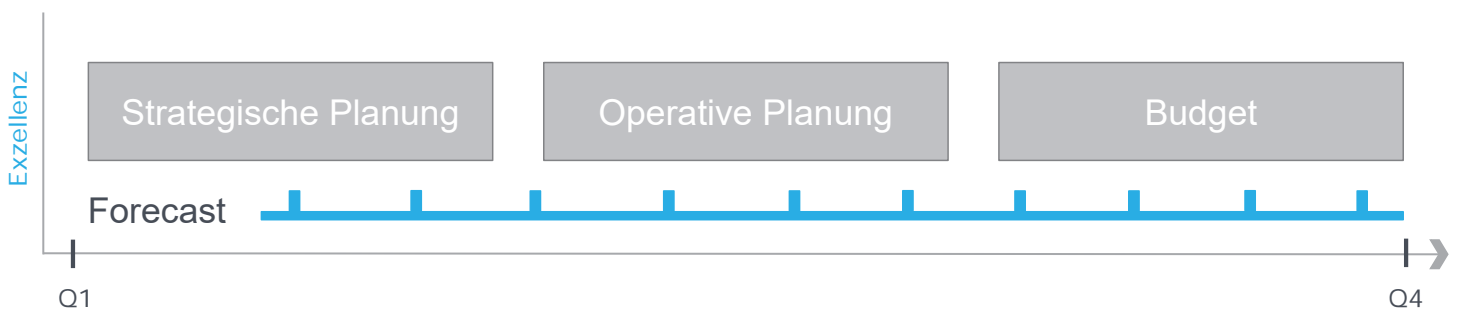 Exzellenz
Strategische Planung
Operative Planung
Budget
Forecast
Q1
Q4